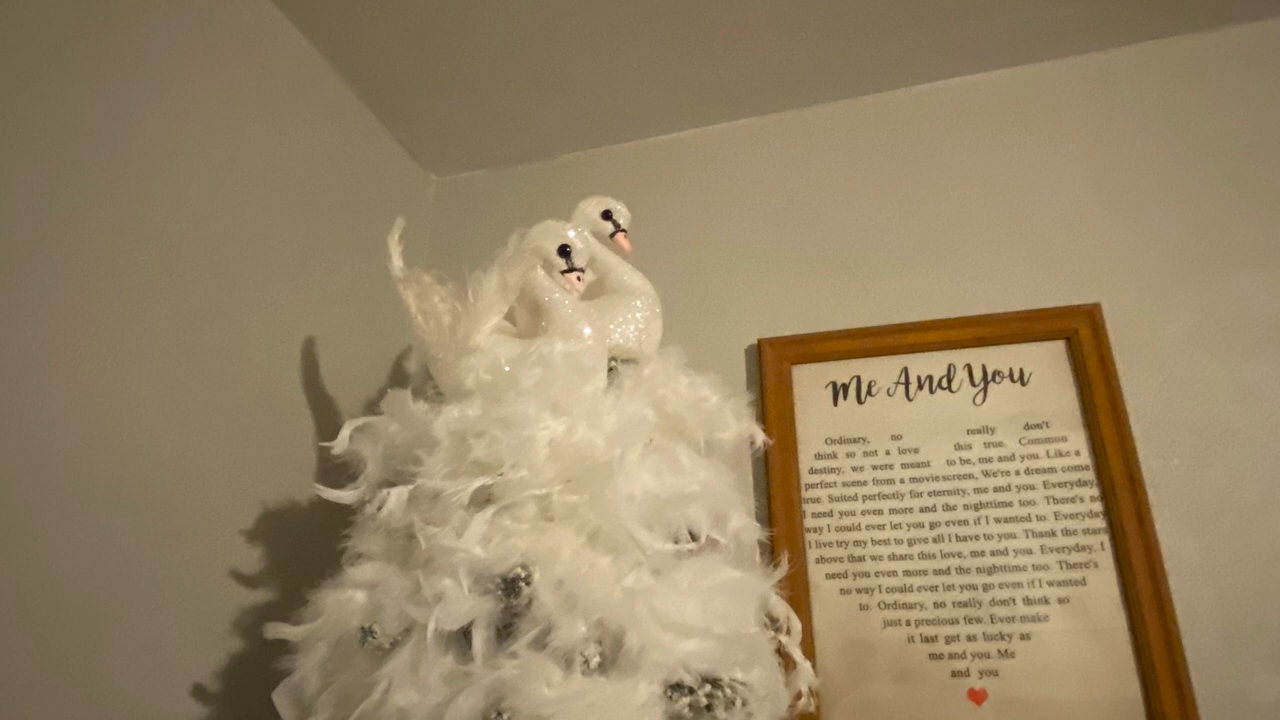 Me And You
Ordinary, no really don't
think so not a love this true. Common
destiny, we were meant to be, me and you. Like a
perfect scene from a movie screen, We're a dream come
true. Suited perfectly for eternity, me and you. Everyday,
I need you even more and the nighttime too. There's no
way I could ever let you go even if I wanted to. Everyday
I live try my best to give all I have to you. Thank the stars
above that we share this love, me and you. Everyday, I
need you even more and the nighttime too. There's
no way I could ever let you go even if I wanted
to. Ordinary, no really don't think so
just a precious few. Ever make
it last get as lucky as
me and you. Me
and you